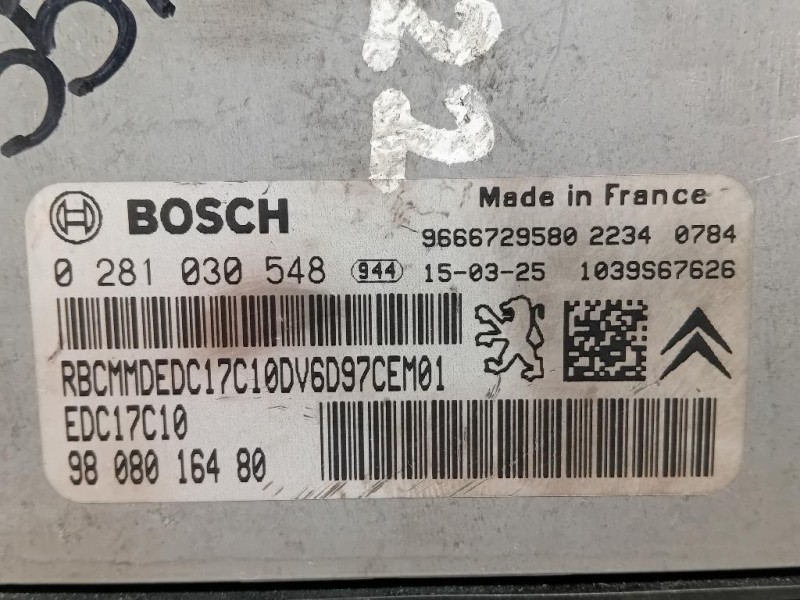 BOSCH
Made in France
9666729580 2234 0784
0 281 030 548 944 15-03-25 1039S67626
RBCMMDEDC17C10DV6D97CEM01
EDC17C10
98 080 164 80